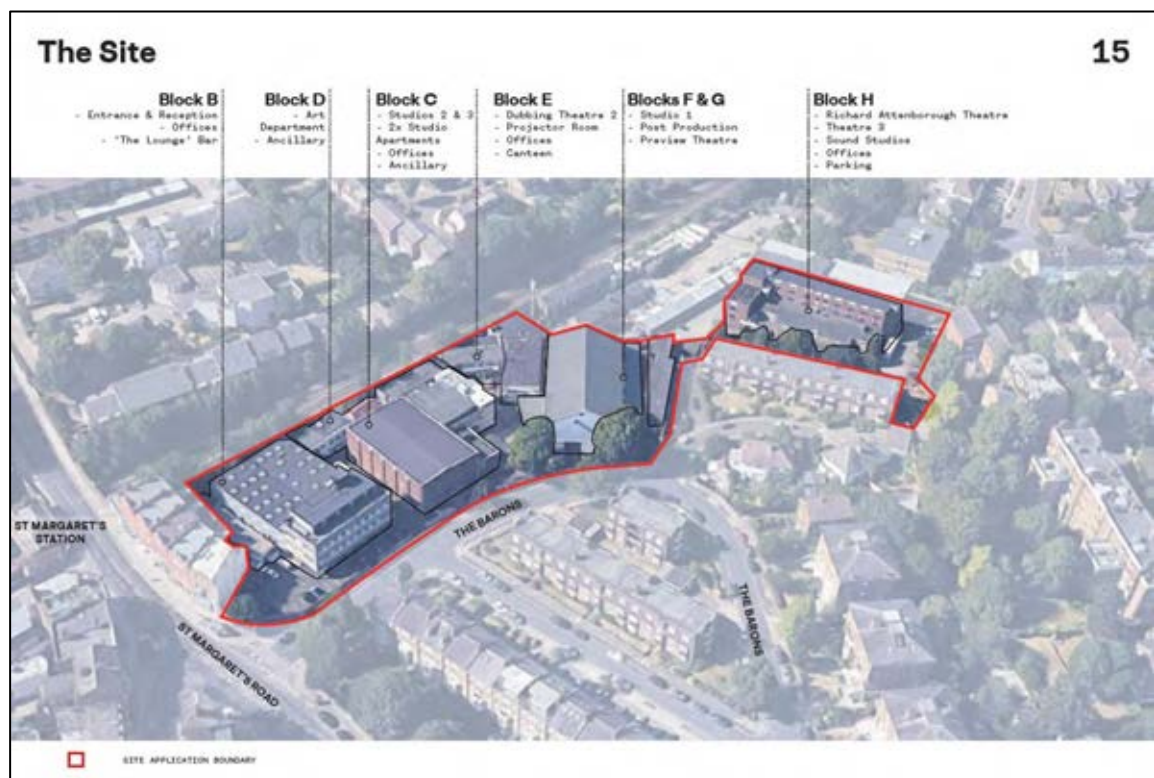 The Site
15
Block B
- Entrance & Reception
- Offices
- 'The Lounge' Bar
Block D
- Art
Department
- Ancillary
Block C
- Studios 2 & 3
- 2x Studio
Apartments
- Offices
- Ancillary
Block E
- Dubbing Theatre 2
- Projector Room
- Offices
- Canteen
Blocks F & G
- Studio 1
- Post Production
- Preview Theatre
Block H
- Richard Attenborough Theatre
- Theatre 3
- Sound Studios
- Offices
- Parking
ST MARGARET'S
STATION
THE BARONS
THE BARONS
ST MARGARET'S ROAD
SITE APPLICATION BOUNDARY